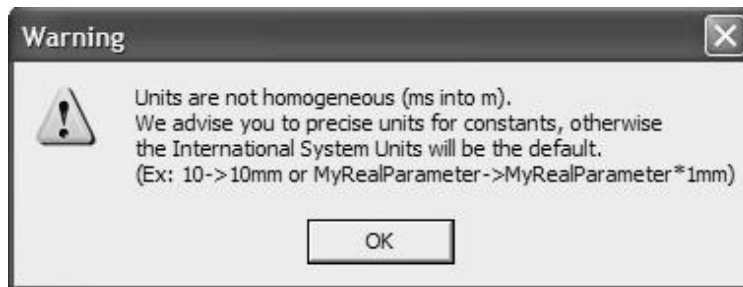 Warning
Units are not homogeneous (ms into m).
We advise you to precise units for constants, otherwise
the International System Units will be the default.
(Ex: 10->10mm or MyRealParameter->MyRealParameter*1mm)
OK